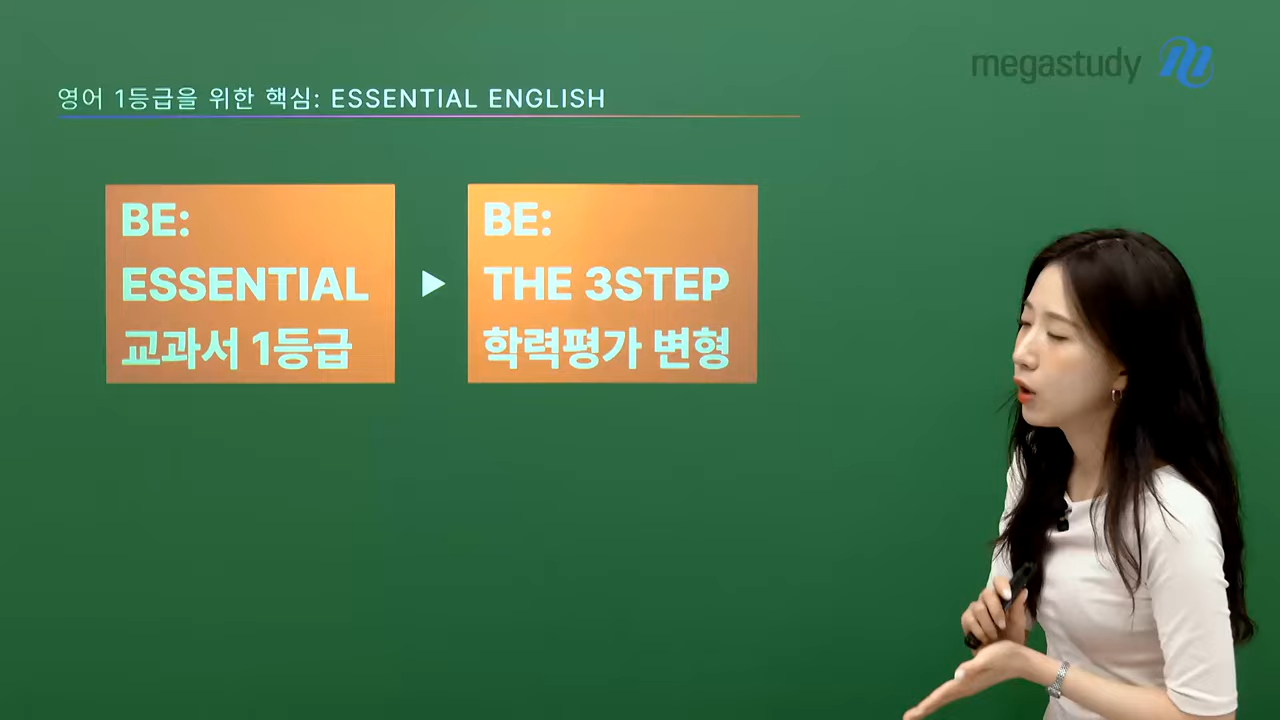 megastudy
영어 1등급을 위한 핵심: ESSENTIAL ENGLISH
BE:
ESSENTIAL
교과서 1등급
BE:
THE 3STEP
학력평가 변형